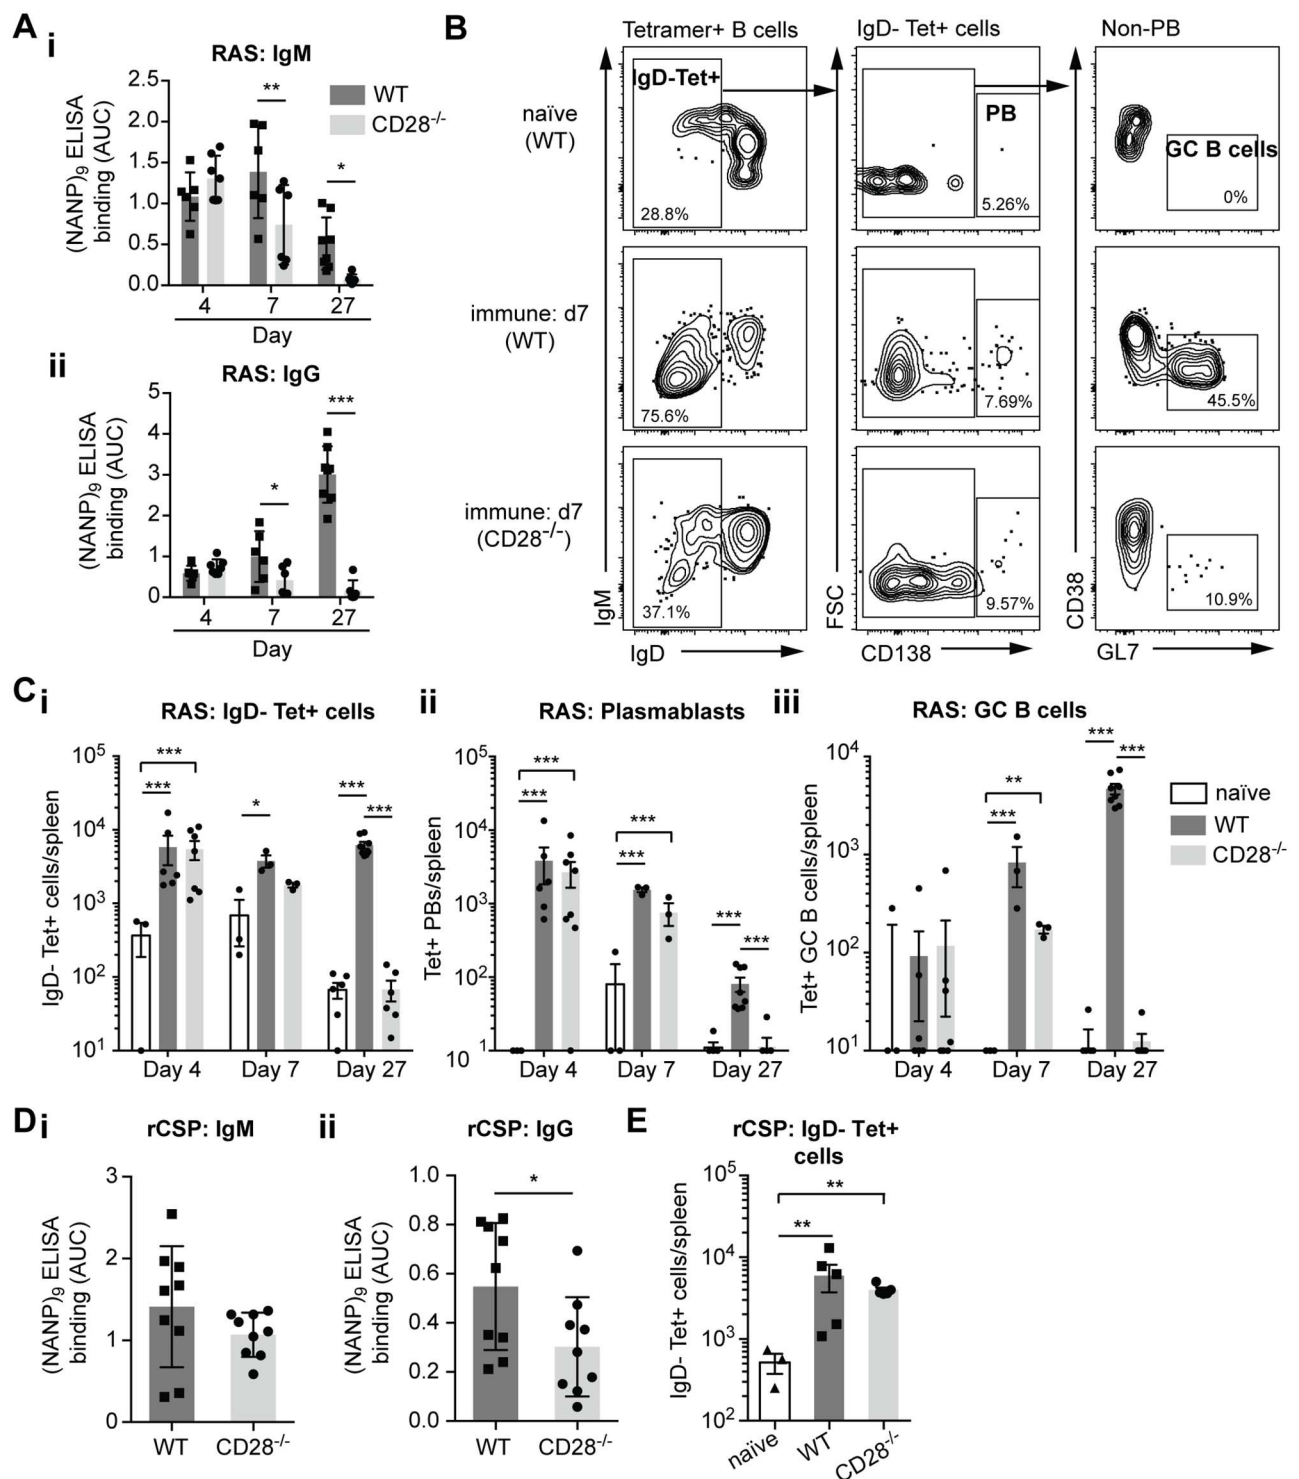 A
i
RAS: IgM
(NANP)9 ELISA
binding (AUC)
2.5
2.0
1.5
1.0
0.5
0.0
**
*
WT
CD28-/-
4 7 27
Day
ii
RAS: IgG
(NANP)9 ELISA
binding (AUC)
5
4
3
2
1
0
*
***
4 7 27
Day
B
Tetramer+ B cells
IgD- Tet+ cells
Non-PB
naïve
(WT)
IgD-Tet+
28.8%
PB
5.26%
GC B cells
0%
immune: d7
(WT)
75.6%
7.69%
45.5%
immune: d7
(CD28-/-)
37.1%
9.57%
10.9%
IgM
IgD
FSC
CD138
CD38
GL7
C
i
RAS: IgD- Tet+ cells
IgD- Tet+ cells/spleen
10^5
10^4
10^3
10^2
10^1
***
***
*
***
***
Day 4 Day 7 Day 27
ii
RAS: Plasmablasts
Tet+ PBs/spleen
10^5
10^4
10^3
10^2
10^1
***
***
***
***
***
***
Day 4 Day 7 Day 27
iii
RAS: GC B cells
Tet+ GC B cells/spleen
10^4
10^3
10^2
10^1
**
***
***
***
Day 4 Day 7 Day 27
naïve
WT
CD28-/-
D
i
rCSP: IgM
(NANP)9 ELISA
binding (AUC)
3
2
1
0
WT CD28-/-
ii
rCSP: IgG
(NANP)9 ELISA
binding (AUC)
1.0
0.8
0.6
0.4
0.2
0.0
*
WT CD28-/-
E
rCSP: IgD- Tet+
cells
IgD- Tet+ cells/spleen
10^5
10^4
10^3
10^2
**
**
naïve WT CD28-/-